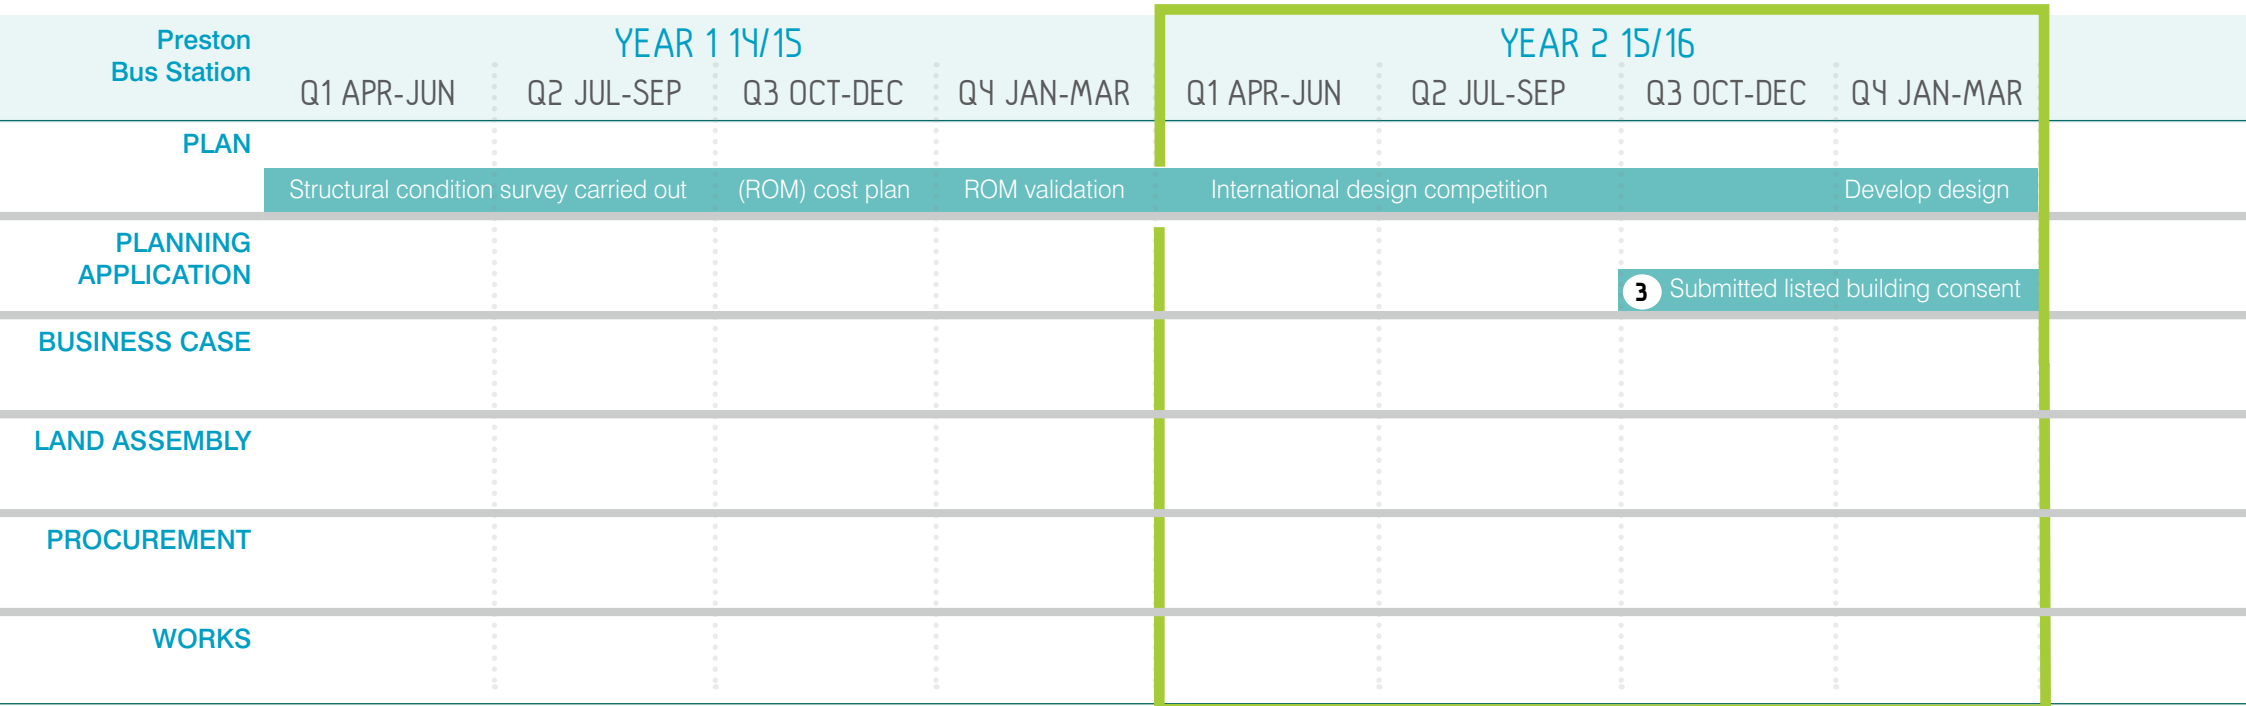 Preston
Bus Station
YEAR 1 14/15
YEAR 2 15/16
Q1 APR-JUN
Q2 JUL-SEP
Q3 OCT-DEC
Q4 JAN-MAR
Q1 APR-JUN
Q2 JUL-SEP
Q3 OCT-DEC
Q4 JAN-MAR
PLAN
Structural condition survey carried out
(ROM) cost plan
ROM validation
International design competition
Develop design
PLANNING
APPLICATION
3 Submitted listed building consent
BUSINESS CASE
LAND ASSEMBLY
PROCUREMENT
WORKS